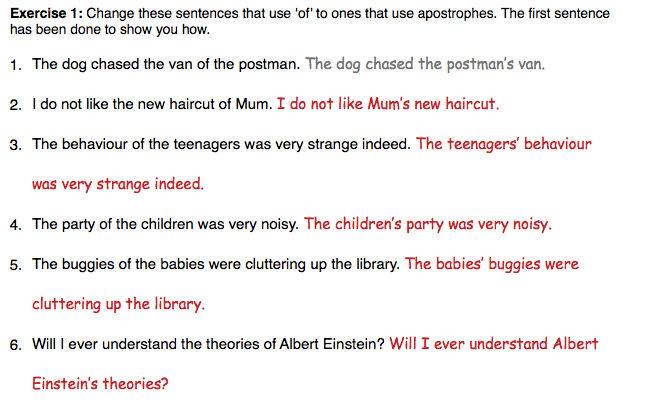 Exercise 1: Change these sentences that use 'of' to ones that use apostrophes. The first sentence
has been done to show you how.
1. The dog chased the van of the postman. The dog chased the postman's van.
2. I do not like the new haircut of Mum. I do not like Mum's new haircut.
3. The behaviour of the teenagers was very strange indeed. The teenagers' behaviour
was very strange indeed.
4. The party of the children was very noisy. The children's party was very noisy.
5. The buggies of the babies were cluttering up the library. The babies' buggies were
cluttering up the library.
6. Will I ever understand the theories of Albert Einstein? Will I ever understand Albert
Einstein's theories?